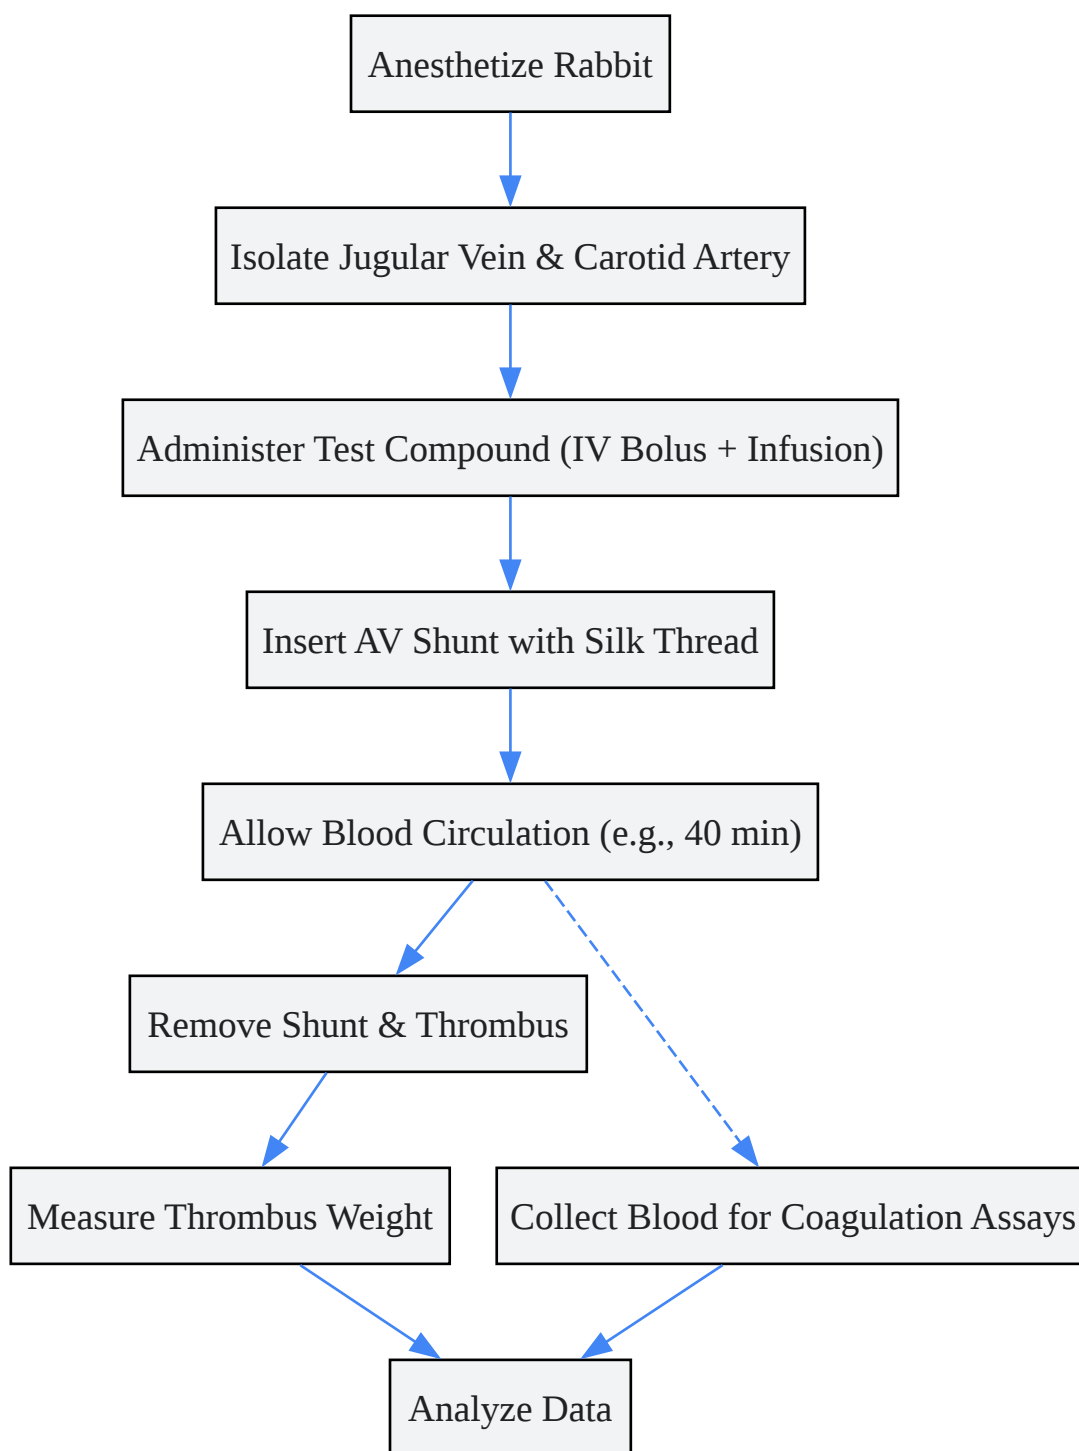 Anesthetize Rabbit
Isolate Jugular Vein & Carotid Artery
Administer Test Compound (IV Bolus + Infusion)
Insert AV Shunt with Silk Thread
Allow Blood Circulation (e.g., 40 min)
Remove Shunt & Thrombus
Measure Thrombus Weight
Collect Blood for Coagulation Assays
Analyze Data